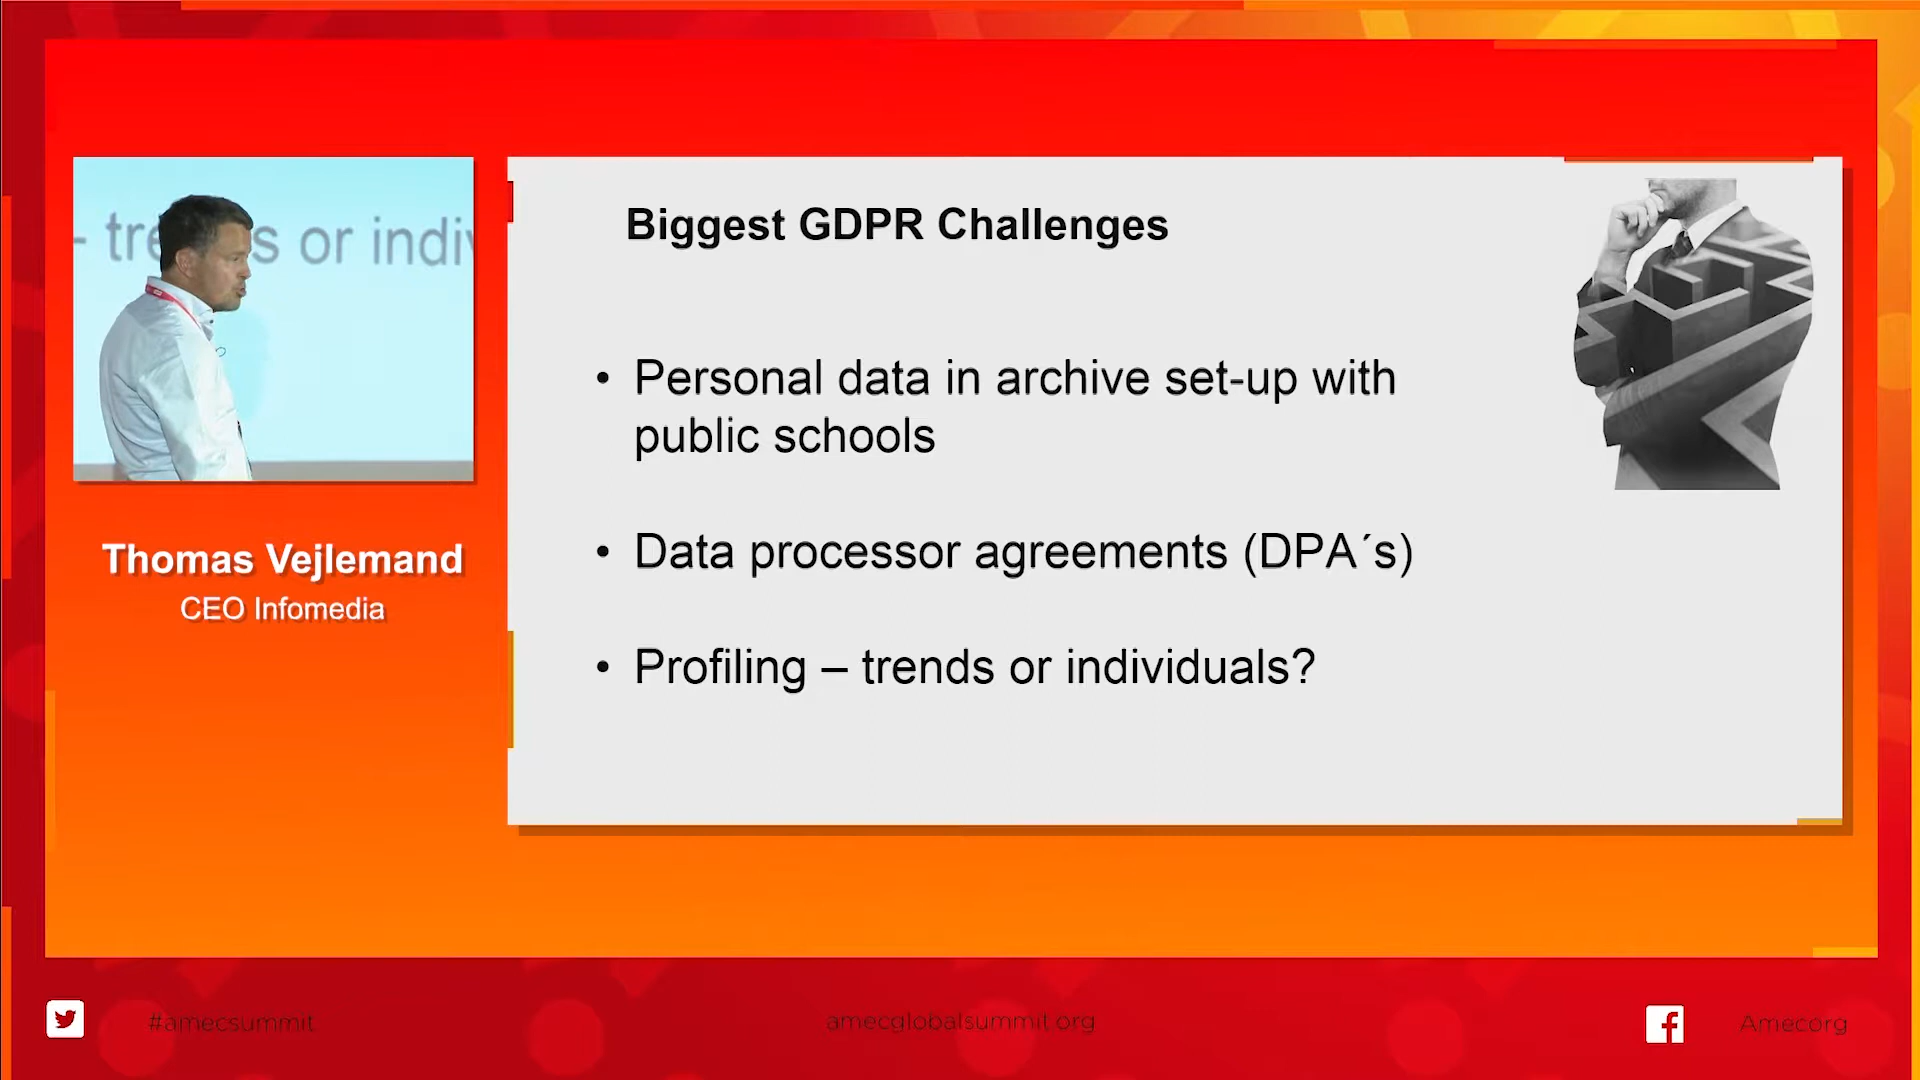 - trends or indiv
Thomas Vejlemand
CEO Infomedia
Biggest GDPR Challenges
• Personal data in archive set-up with
public schools
• Data processor agreements (DPA´s)
• Profiling – trends or individuals?
#amecsummit
amecglobalsummit.org
Amecorg